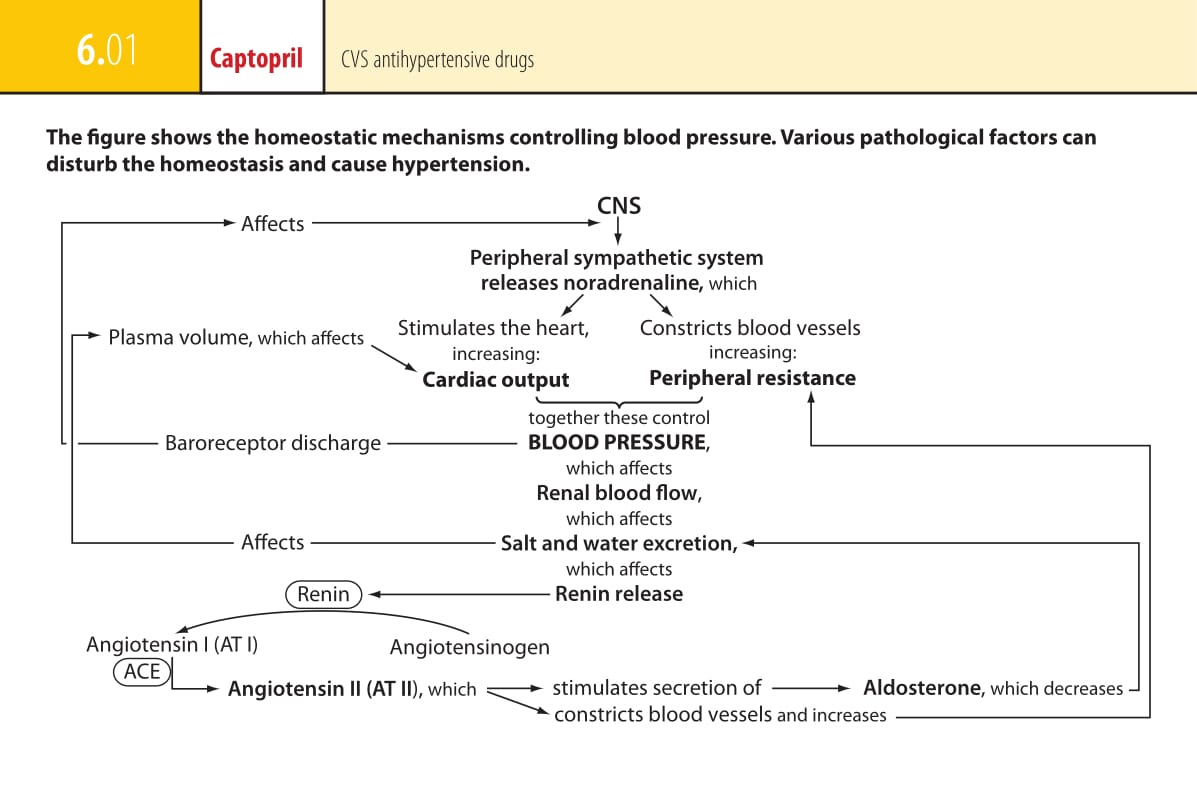 6.01
Captopril
CVS antihypertensive drugs
The figure shows the homeostatic mechanisms controlling blood pressure. Various pathological factors can
disturb the homeostasis and cause hypertension.
CNS
Affects
Peripheral sympathetic system
releases noradrenaline, which
Stimulates the heart,
increasing:
Cardiac output
Constricts blood vessels
increasing:
Peripheral resistance
Plasma volume, which affects
together these control
Baroreceptor discharge
BLOOD PRESSURE,
which affects
Renal blood flow,
which affects
Affects
Salt and water excretion,
which affects
Renin
Renin release
Angiotensin I (AT I)
Angiotensinogen
ACE
Angiotensin II (AT II), which
stimulates secretion of
Aldosterone, which decreases
constricts blood vessels and increases